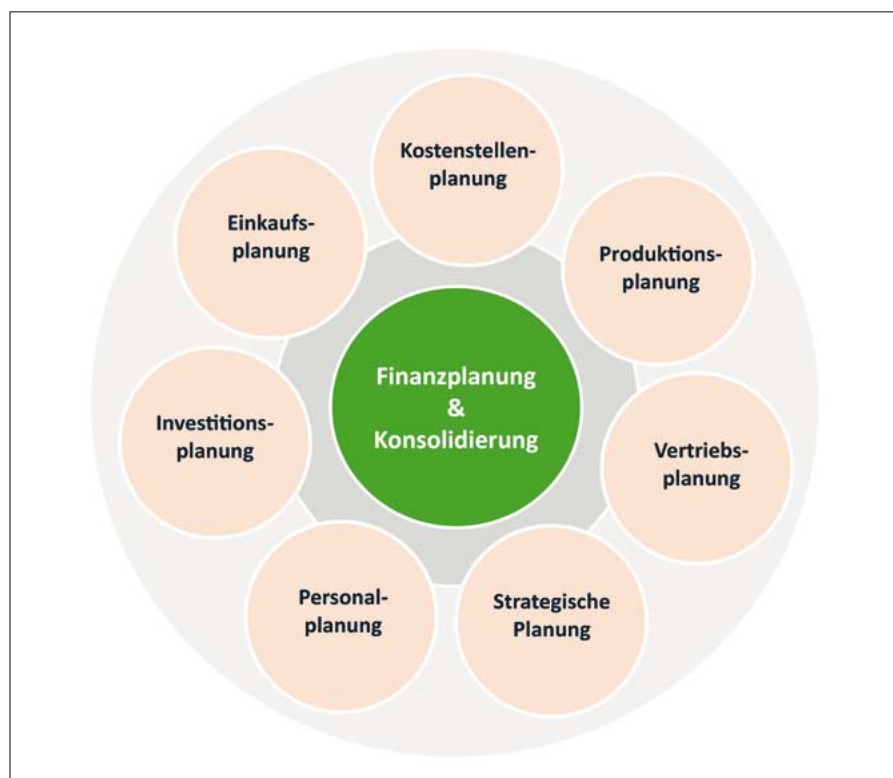 Kostenstellen-
planung
Einkaufs-
planung
Produktions-
planung
Finanzplanung
&
Konsolidierung
Investitions-
planung
Vertriebs-
planung
Personal-
planung
Strategische
Planung